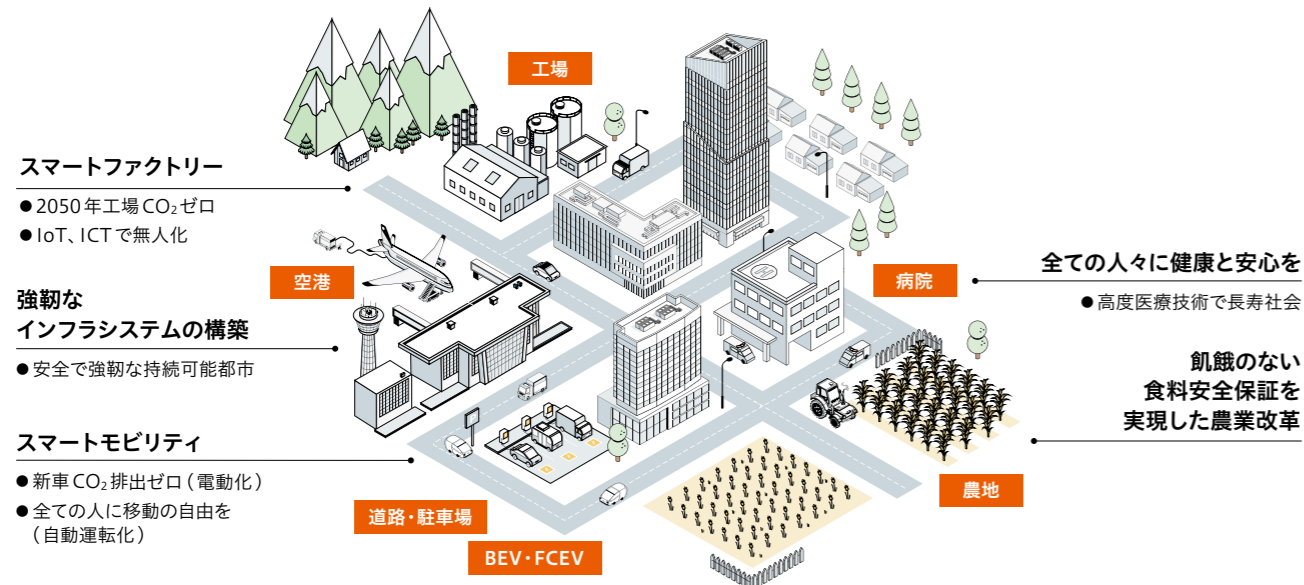 工場
スマートファクトリー
●2050年工場CO₂ゼロ
●IoT、ICTで無人化
空港
強靭な
インフラシステムの構築
●安全で強靭な持続可能都市
スマートモビリティ
●新車CO₂排出ゼロ（電動化）
●全ての人に移動の自由を
（自動運転化）
道路・駐車場
BEV・FCEV
病院
全ての人々に健康と安心を
●高度医療技術で長寿社会
飢餓のない
食料安全保証を
実現した農業改革
農地
H